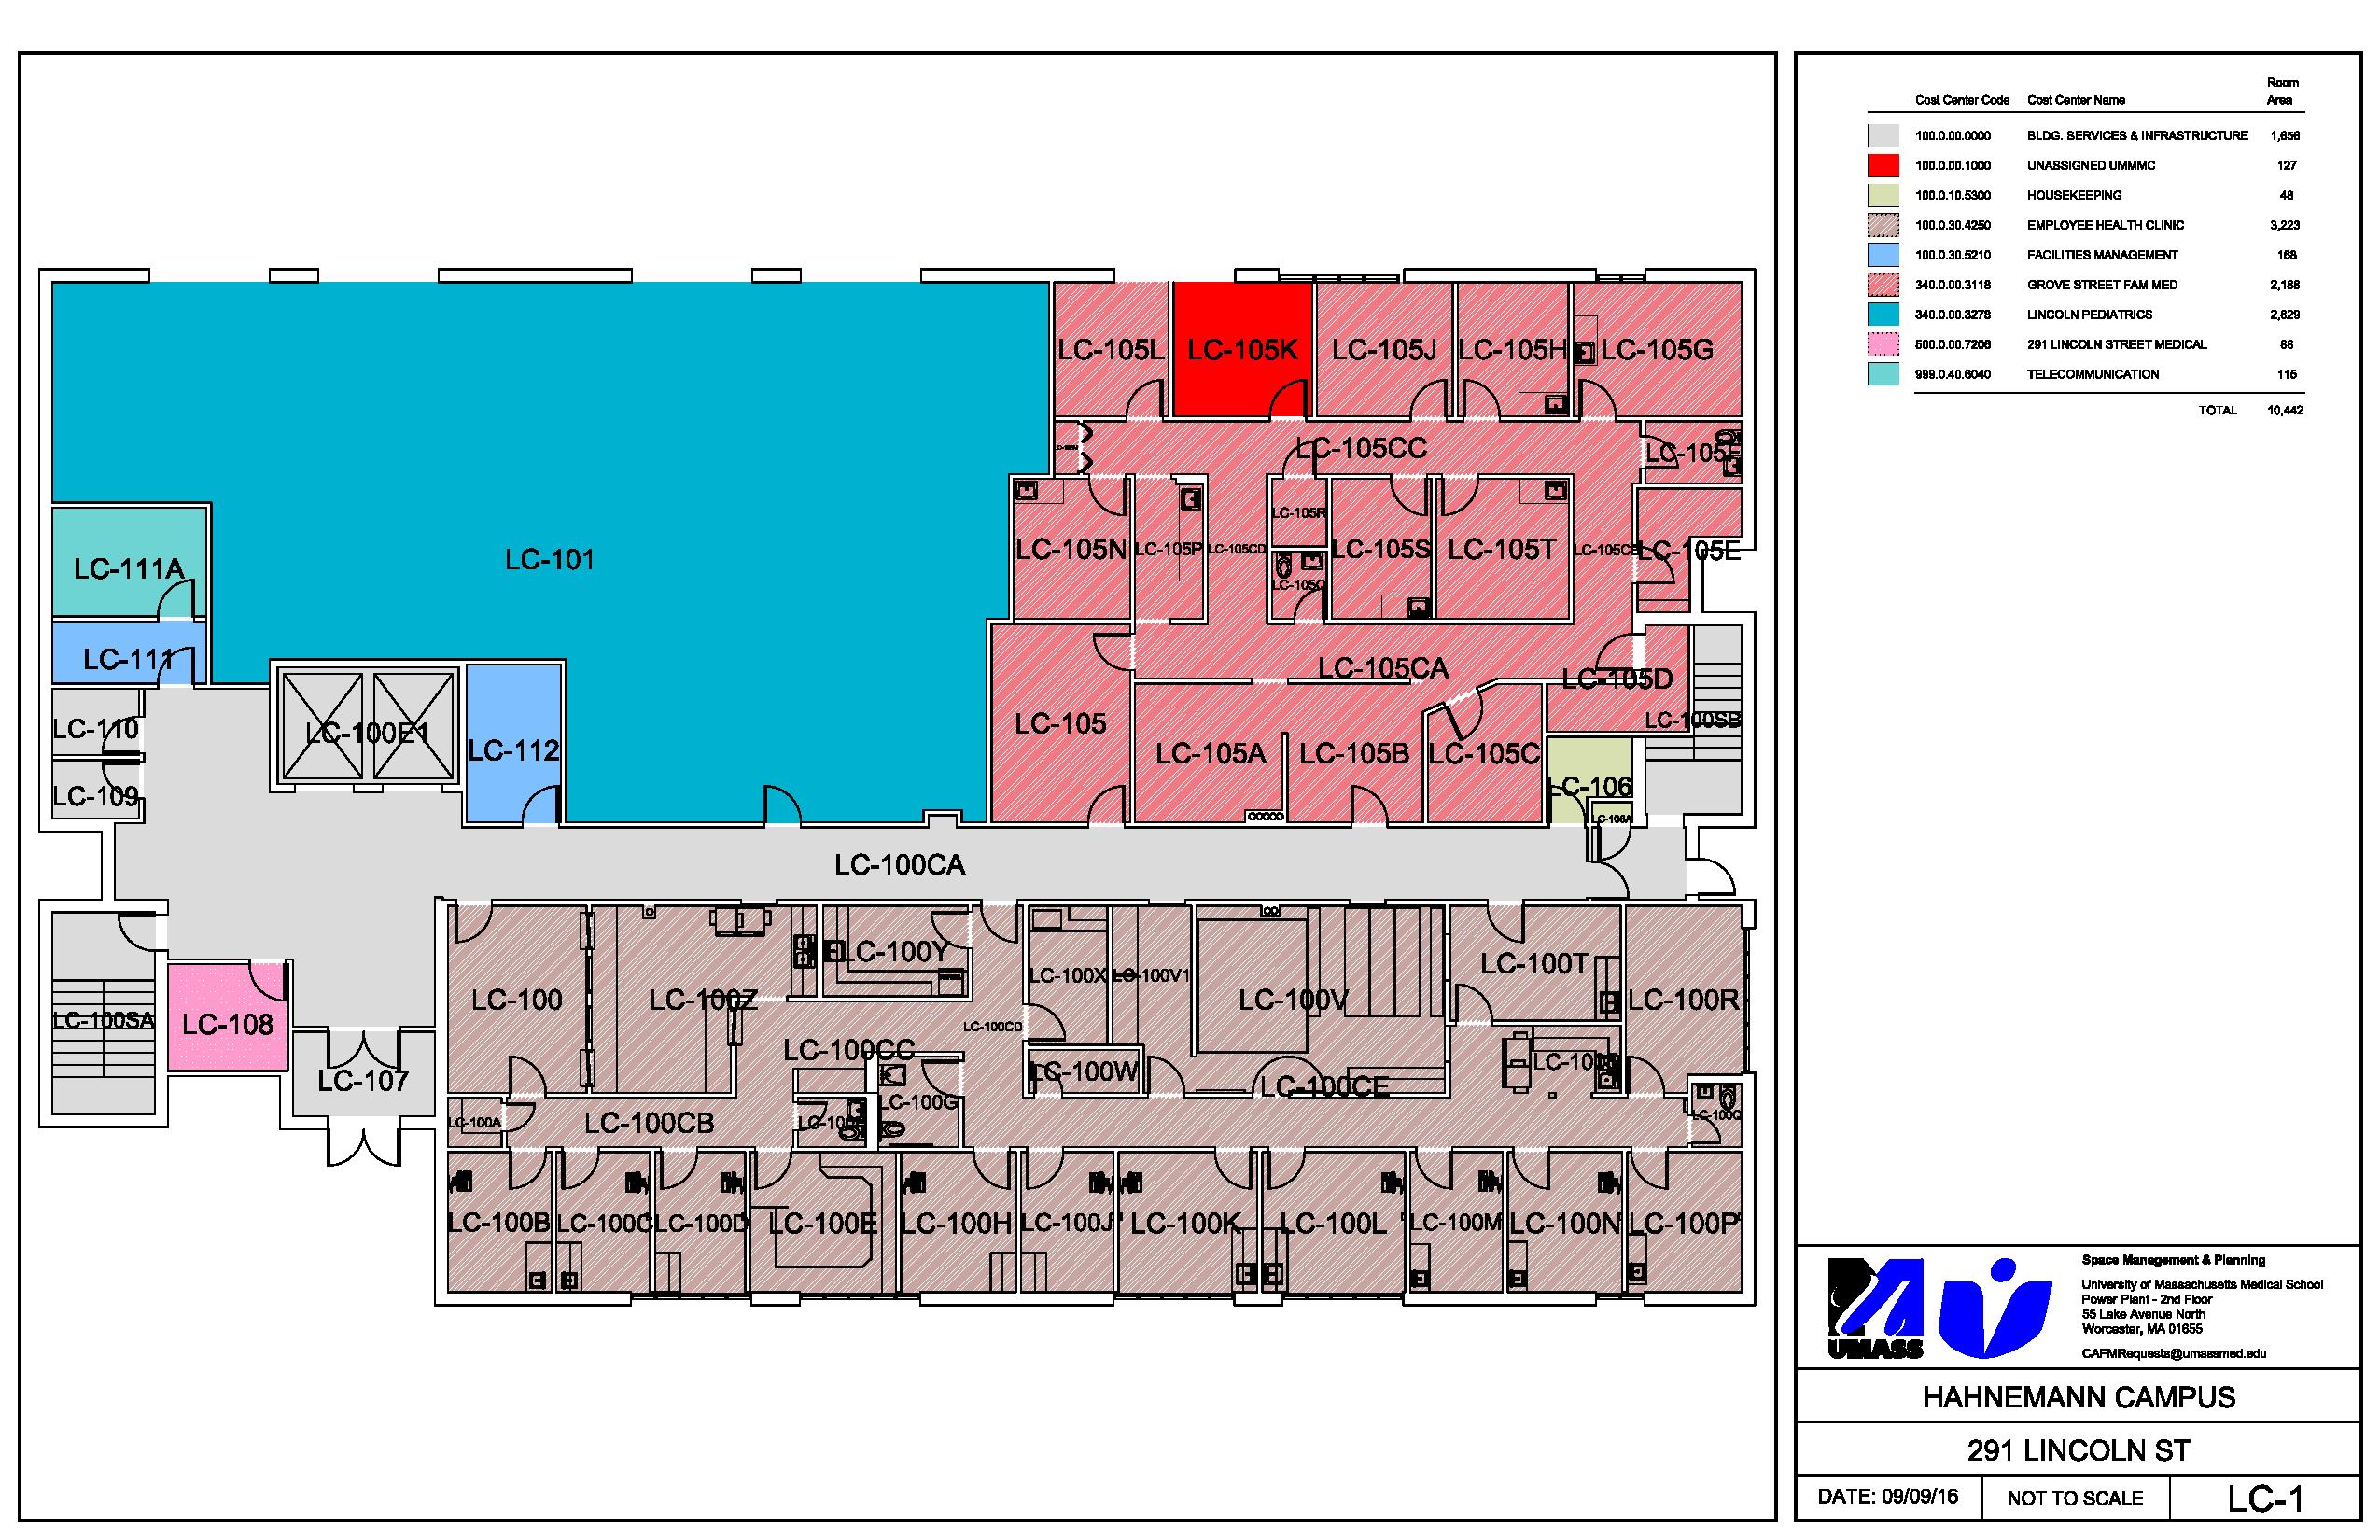 LC-105L
LC-105K
LC-105J
LC-105H
LC-105G
LC-105CC
LC-105N
LC-105P
LC-105CD
LC-105R
LC-105Q
LC-105S
LC-105T
LC-105CB
LC-105E
LC-101
LC-111A
LC-111
LC-110
LC-109
LC-100E1
LC-112
LC-105
LC-105CA
LC-105A
LC-105B
LC-105C
LC-105D
LC-100SB
LC-106
LC-106A
LC-100CA
LC-100SA
LC-108
LC-107
LC-100
LC-100Z
LC-100Y
LC-100CC
LC-100CD
LC-100X
LC-100V1
LC-100V
LC-100T
LC-100R
LC-100W
LC-100CE
LC-100G
LC-100Q
LC-100A
LC-100CB
LC-100B
LC-100C
LC-100D
LC-100E
LC-100H
LC-100J
LC-100K
LC-100L
LC-100M
LC-100N
LC-100P
Cost Center Code Cost Center Name Room Area
100.0.00.0000 BLDG. SERVICES & INFRASTRUCTURE 1,656
100.0.00.1000 UNASSIGNED UMMMC 127
100.0.10.5300 HOUSEKEEPING 48
100.0.30.4250 EMPLOYEE HEALTH CLINIC 3,223
100.0.30.5210 FACILITIES MANAGEMENT 168
340.0.00.3118 GROVE STREET FAM MED 2,188
340.0.00.3278 LINCOLN PEDIATRICS 2,829
500.0.00.7206 291 LINCOLN STREET MEDICAL 88
999.0.40.6040 TELECOMMUNICATION 115
TOTAL 10,442
UMASS
Space Management & Planning
University of Massachusetts Medical School
Power Plant - 2nd Floor
55 Lake Avenue North
Worcester, MA 01655
CAFMRequests@umassmed.edu
HAHNEMANN CAMPUS
291 LINCOLN ST
DATE: 09/09/16
NOT TO SCALE
LC-1